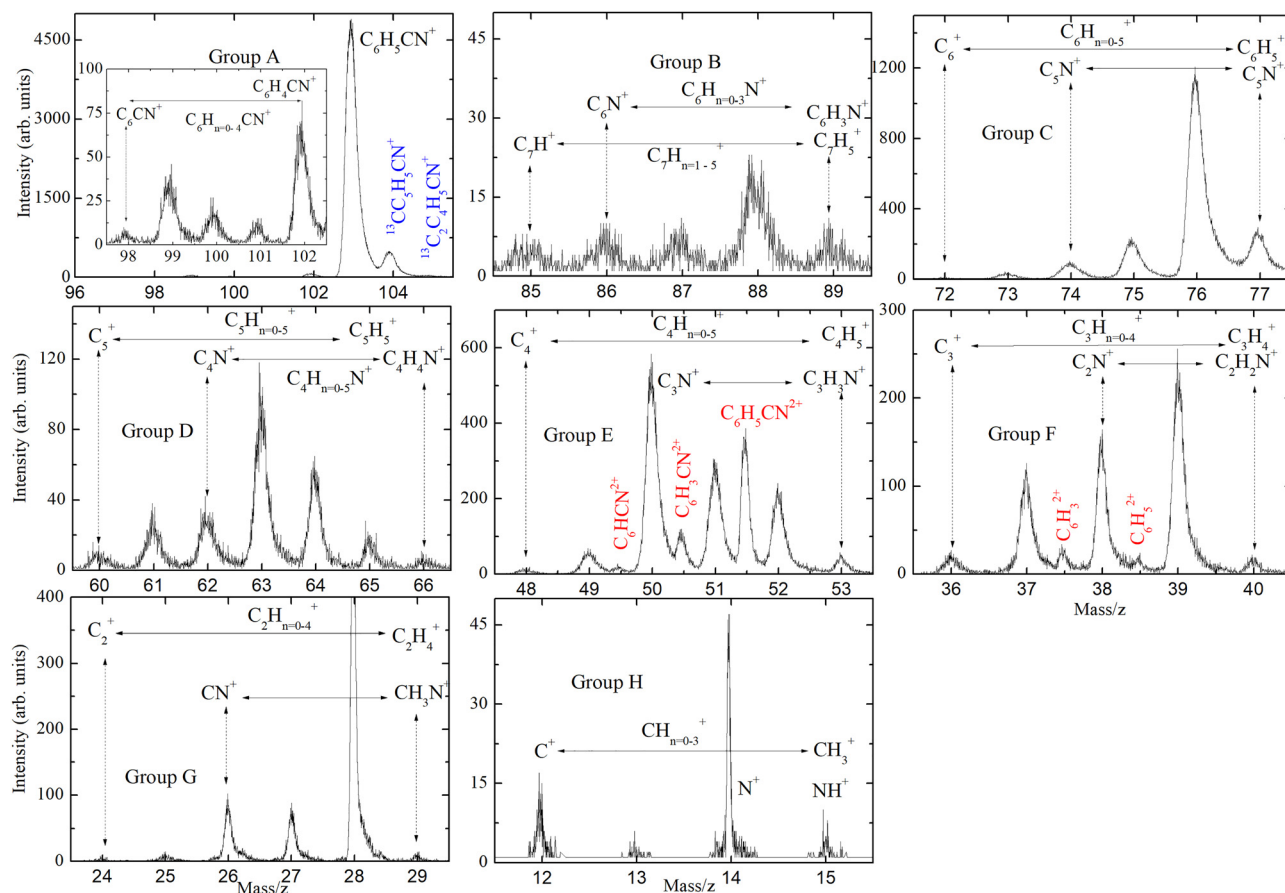 Group A
C₆H₅CN⁺
C₆CN⁺
C₆H₄CN⁺
C₆Hₙ₌₀₋₄CN⁺
¹³CC₅H₅CN⁺
¹³C₂C₄H₅CN⁺
Intensity (arb. units)
4500
3000
1500
0
100
75
50
25
0
98 99 100 101 102
96 98 100 102 104
Group B
C₆N⁺
C₆Hₙ₌₀₋₃N⁺
C₆H₃N⁺
C₇H⁺
C₇Hₙ₌₁₋₅⁺
C₇H₅⁺
45
30
15
0
85 86 87 88 89
C₆⁺
C₆Hₙ₌₀₋₅⁺
C₆H₅⁺
C₅N⁺
C₅N⁺
Group C
1200
800
400
0
72 73 74 75 76 77
C₅⁺
C₅Hₙ₌₀₋₅⁺
C₅H₅⁺
C₄N⁺
C₄H₄N⁺
C₄Hₙ₌₀₋₅N⁺
Group D
Intensity (arb. units)
120
80
40
0
60 61 62 63 64 65 66
C₄⁺
C₄Hₙ₌₀₋₅⁺
C₄H₅⁺
C₃N⁺
C₃H₃N⁺
Group E
C₆HCN²⁺
C₆H₃CN²⁺
C₆H₅CN²⁺
600
400
200
0
48 49 50 51 52 53
C₃⁺
C₃Hₙ₌₀₋₄⁺
C₃H₄⁺
C₂N⁺
C₂H₂N⁺
Group F
C₆H₃²⁺
C₆H₅²⁺
300
200
100
0
36 37 38 39 40
Mass/z
C₂⁺
C₂Hₙ₌₀₋₄⁺
C₂H₄⁺
CN⁺
CH₃N⁺
Group G
Intensity (arb. units)
400
300
200
100
0
24 25 26 27 28 29
Mass/z
Group H
CHₙ₌₀₋₃⁺
C⁺
CH₃⁺
N⁺
NH⁺
45
30
15
0
12 13 14 15
Mass/z